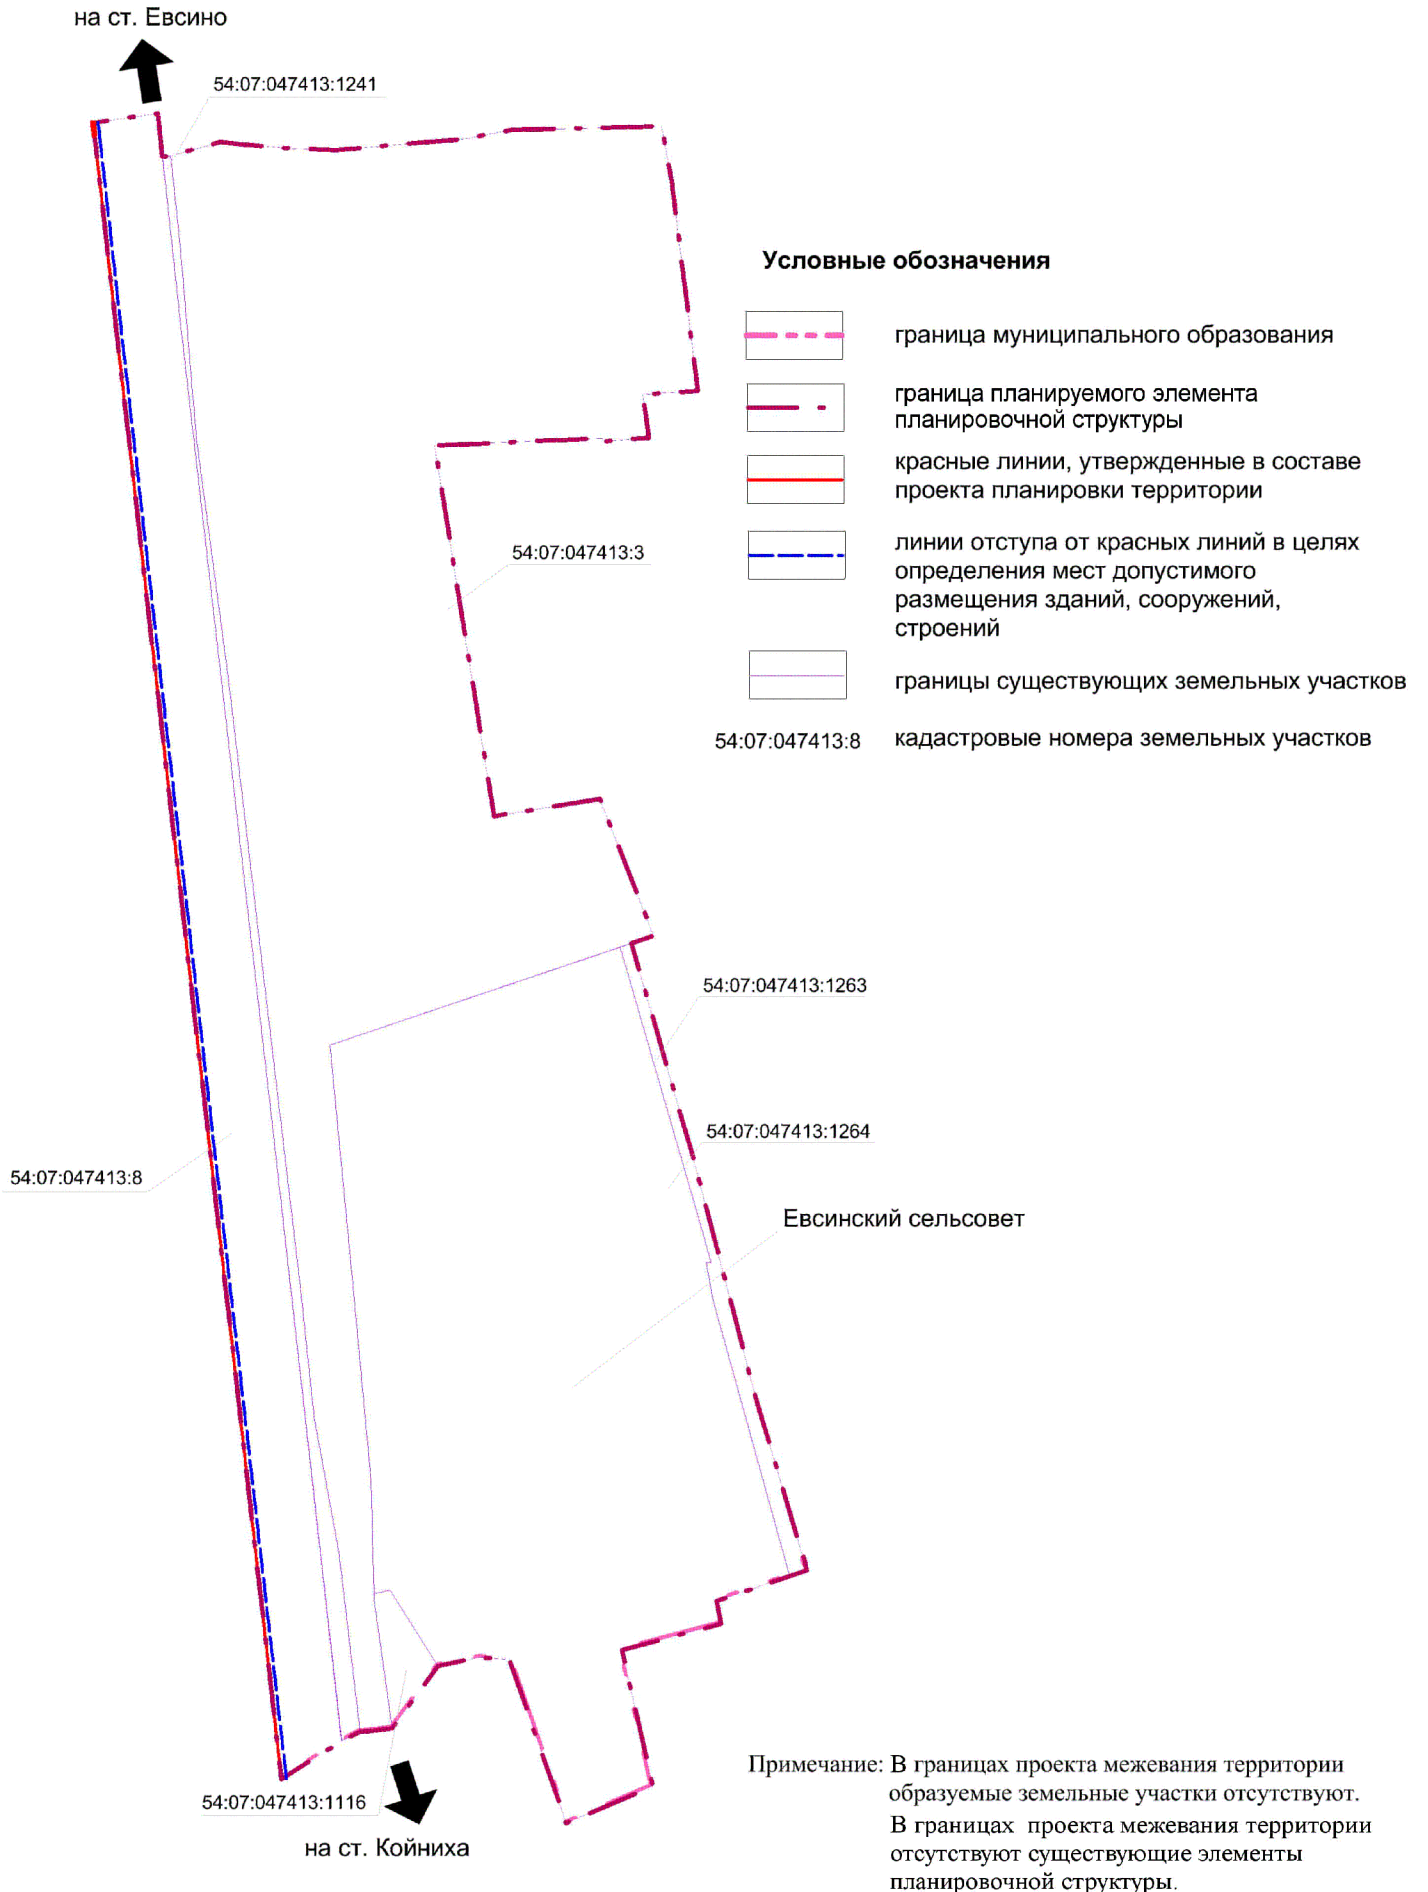 на ст. Евсино
54:07:047413:1241
Условные обозначения
граница муниципального образования
граница планируемого элемента
планировочной структуры
красные линии, утвержденные в составе
проекта планировки территории
линии отступа от красных линий в целях
определения мест допустимого
размещения зданий, сооружений,
строений
границы существующих земельных участков
54:07:047413:8 кадастровые номера земельных участков
54:07:047413:3
54:07:047413:1263
54:07:047413:1264
54:07:047413:8
Евсинский сельсовет
54:07:047413:1116
на ст. Койниха
Примечание: В границах проекта межевания территории
образуемые земельные участки отсутствуют.
В границах проекта межевания территории
отсутствуют существующие элементы
планировочной структуры.